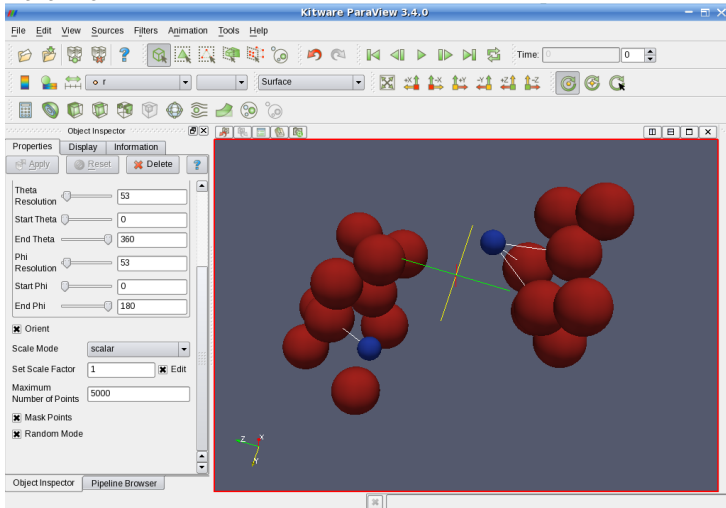 Kitware ParaView 3.4.0
File Edit View Sources Filters Animation Tools Help
Time: 0 0
r Surface +X -X +Y -Y +Z -Z
Object Inspector
Properties Display Information
Apply Reset Delete ?
Theta Resolution 53
Start Theta 0
End Theta 360
Phi Resolution 53
Start Phi 0
End Phi 180
Orient
Scale Mode scalar
Set Scale Factor 1 Edit
Maximum Number of Points 5000
Mask Points
Random Mode
Z X
Y
Object Inspector Pipeline Browser